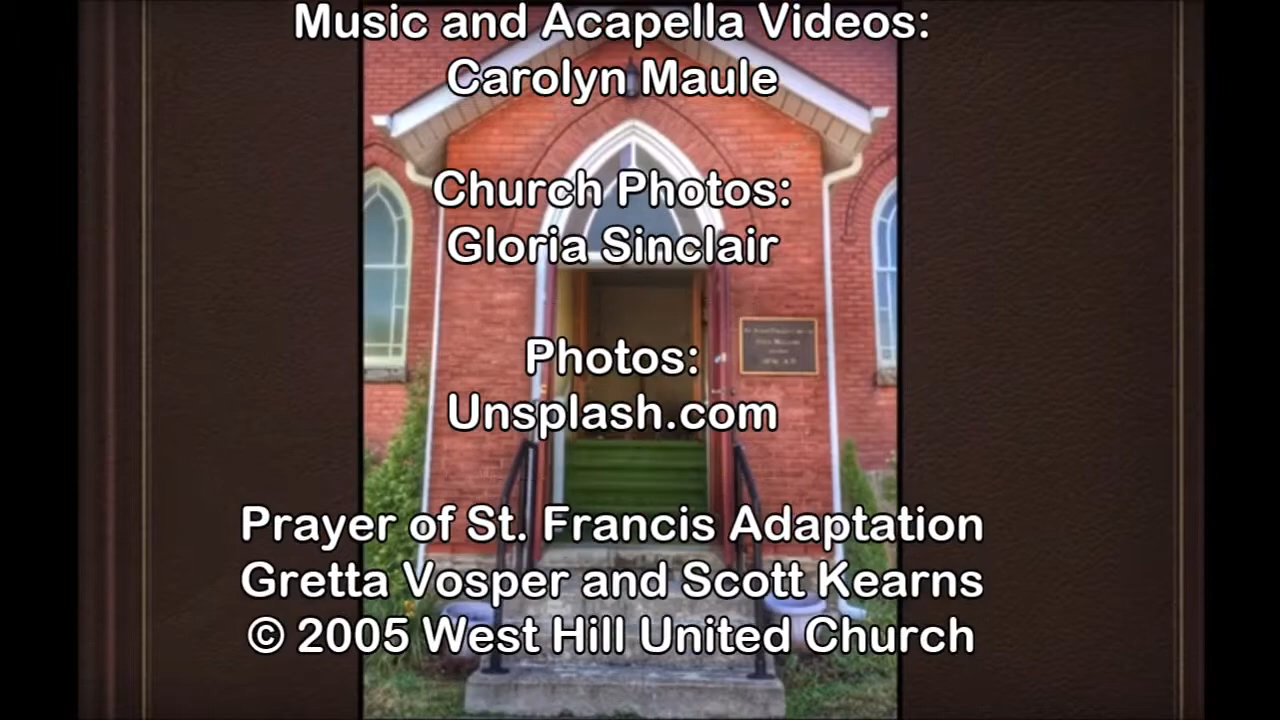 Music and Acapella Videos:
Carolyn Maule
Church Photos:
Gloria Sinclair
Photos:
Unsplash.com
Prayer of St. Francis Adaptation
Gretta Vosper and Scott Kearns
© 2005 West Hill United Church